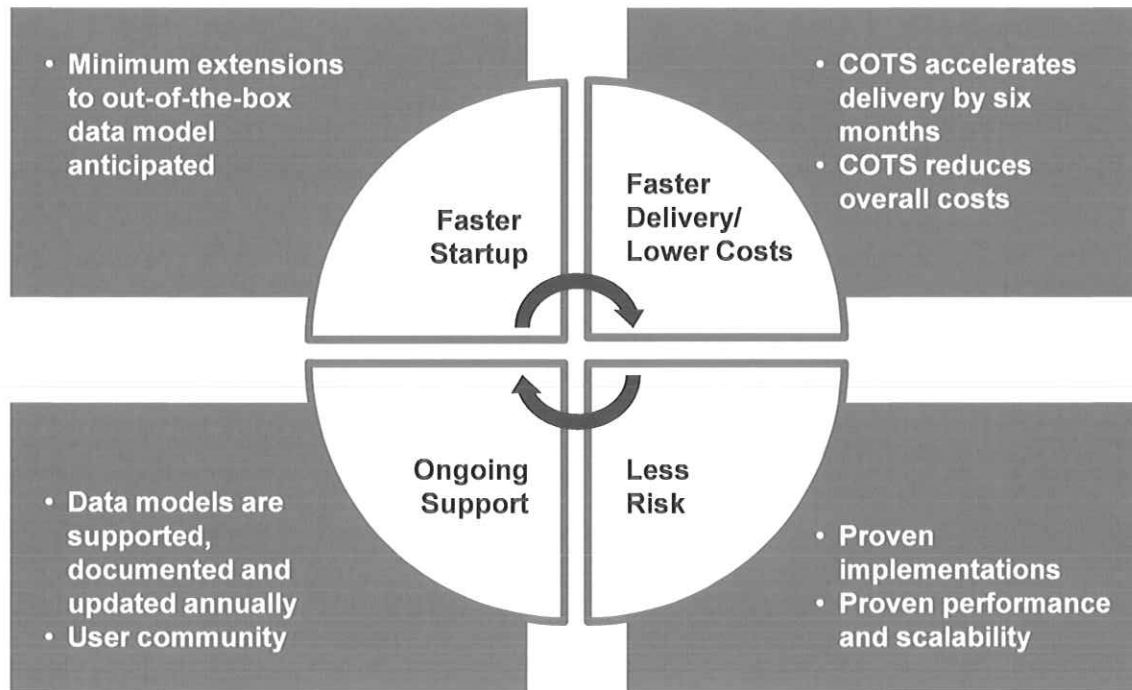 • Minimum extensions
to out-of-the-box
data model
anticipated
Faster
Startup
Faster
Delivery/
Lower Costs
• COTS accelerates
delivery by six
months
• COTS reduces
overall costs
• Data models are
supported,
documented and
updated annually
• User community
Ongoing
Support
Less
Risk
• Proven
implementations
• Proven performance
and scalability